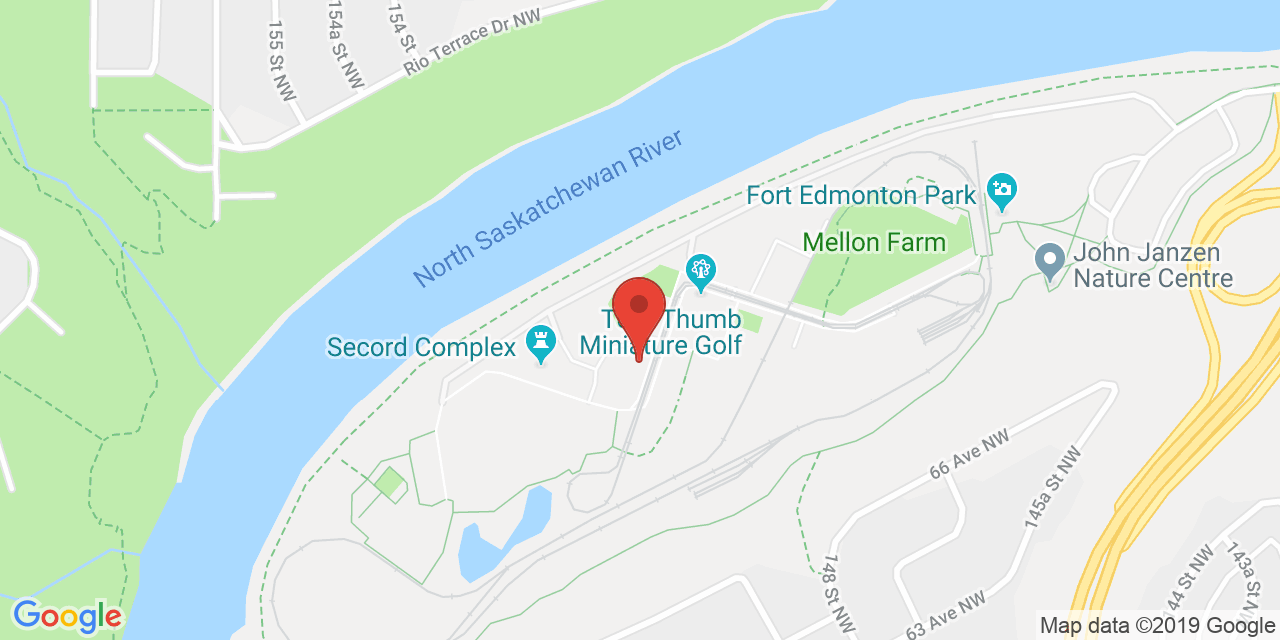 155 St NW
154a St NW
154 St
Rio Terrace Dr NW
North Saskatchewan River
Fort Edmonton Park
Mellon Farm
John Janzen
Nature Centre
Thumb
Miniature Golf
Secord Complex
66 Ave NW
145a St NW
148 St NW
63 Ave NW
144 St NW
143a St NW
Google
Map data ©2019 Google